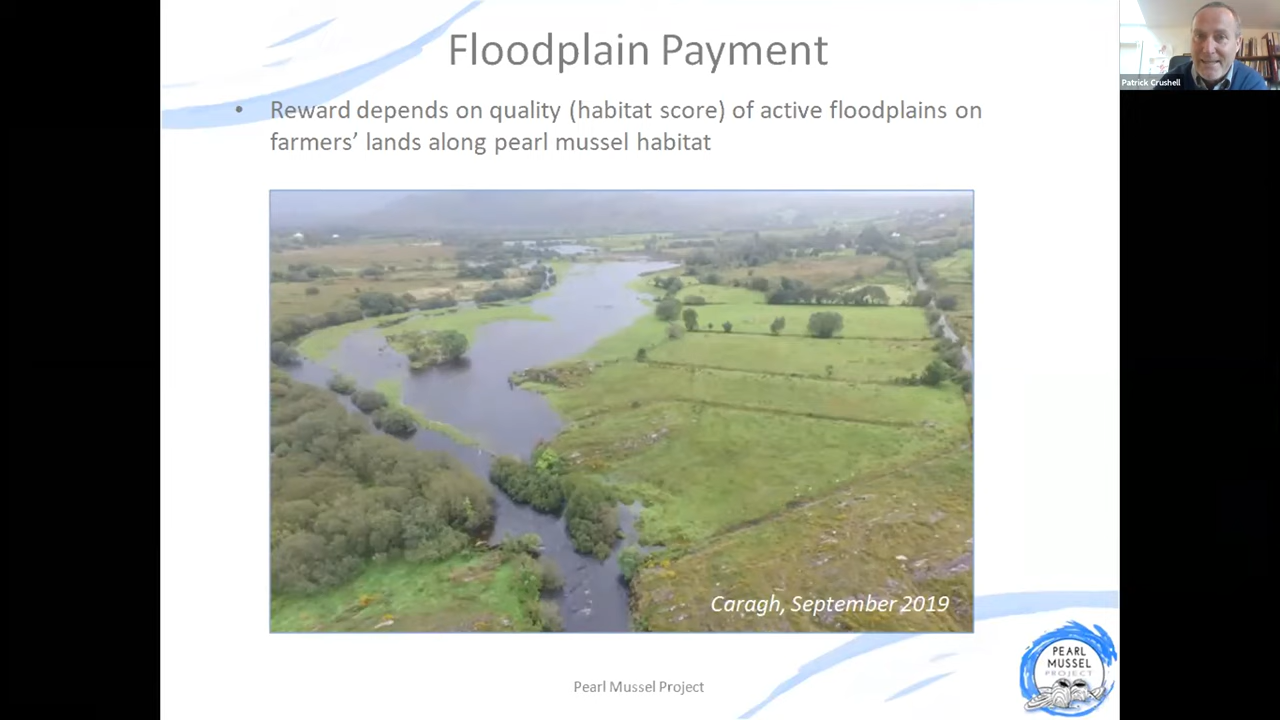 Floodplain Payment
• Reward depends on quality (habitat score) of active floodplains on
farmers’ lands along pearl mussel habitat
Caragh, September 2019
Pearl Mussel Project
PEARL
MUSSEL
PROJECT
Patrick Crushell